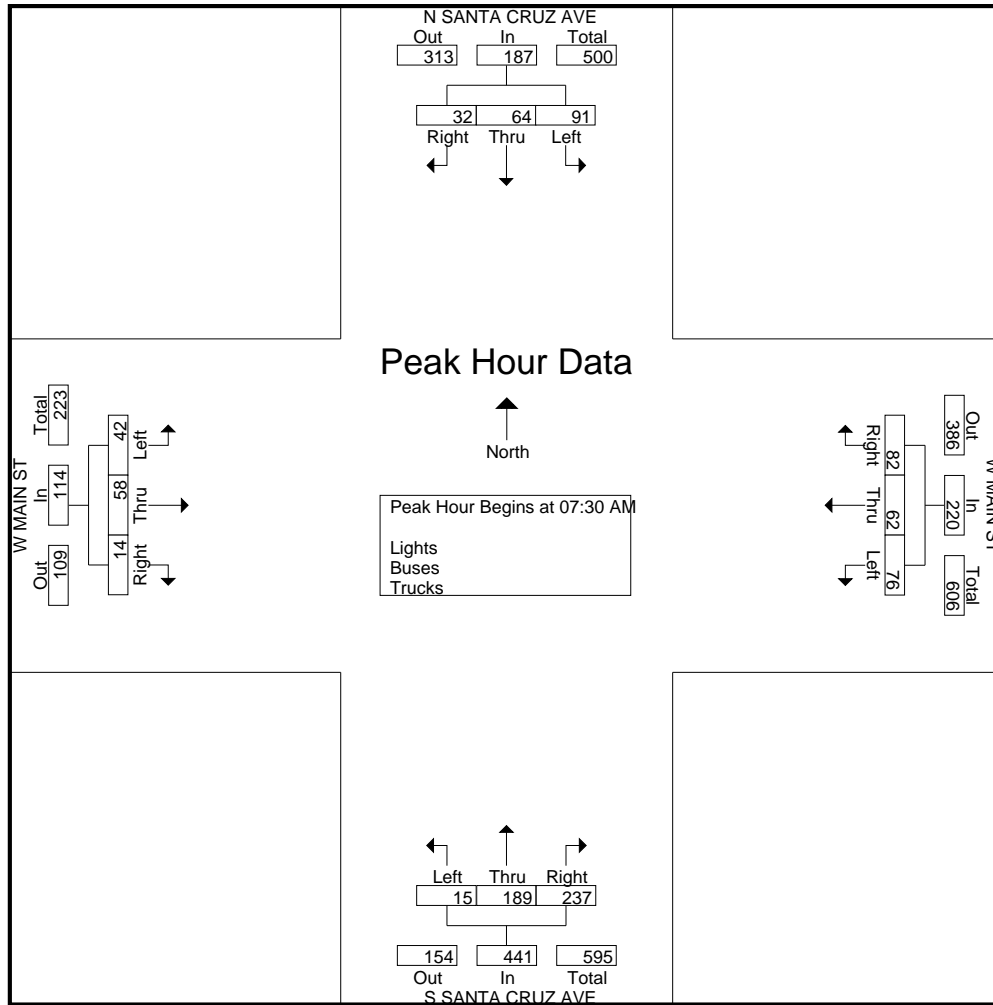 N SANTA CRUZ AVE
Out In Total
313 187 500
32 64 91
Right Thru Left
Peak Hour Data
North
Peak Hour Begins at 07:30 AM
Lights
Buses
Trucks
W MAIN ST
Total In Out
223 114 109
42 58 14
Left Thru Right
W MAIN ST
Out In Total
386 220 606
82 62 76
Right Thru Left
Left Thru Right
15 189 237
154 441 595
Out In Total
S SANTA CRUZ AVE